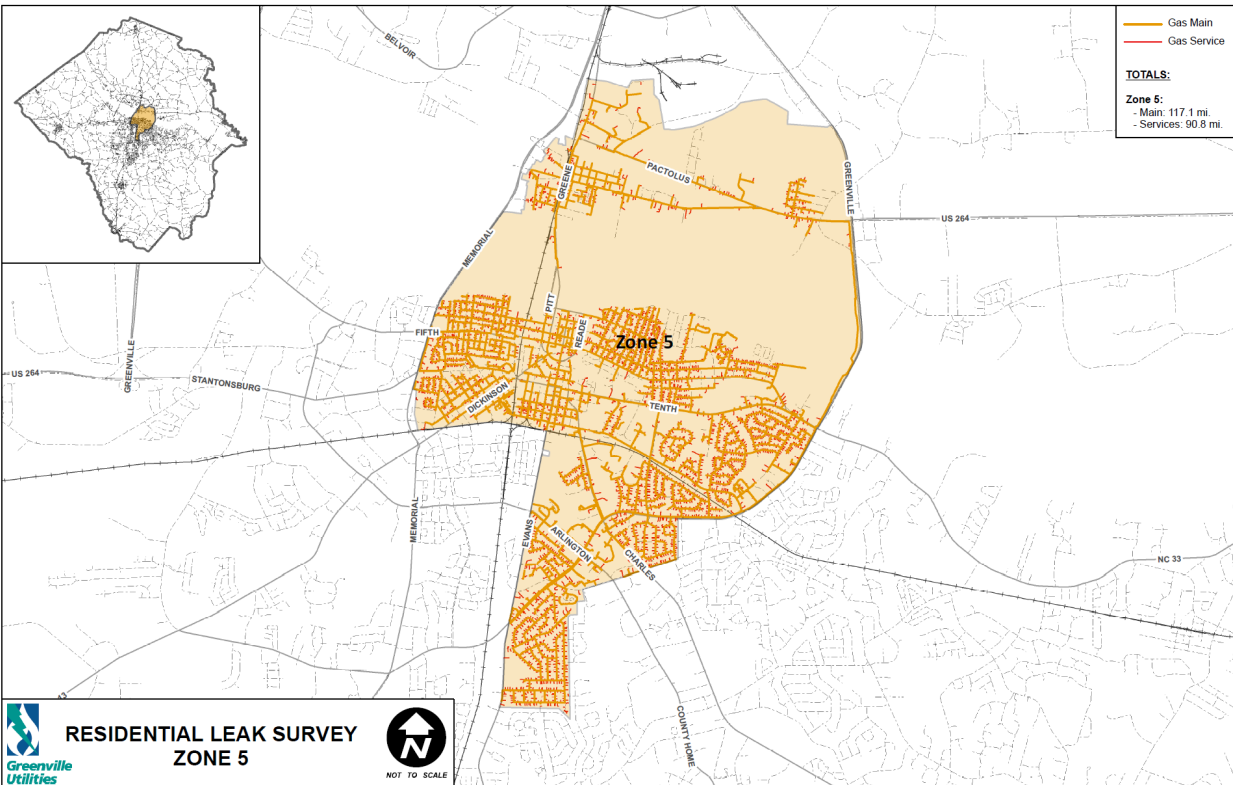 Gas Main
Gas Service
TOTALS:
Zone 5:
- Main: 117.1 mi.
- Services: 90.8 mi.
BELVOIR
GREENE
PACTOLUS
GREENVILLE
US 264
MEMORIAL
PITT
FIFTH
READE
Zone 5
GREENVILLE
US 264
STANTONSBURG
DICKINSON
TENTH
MEMORIAL
EVANS
ARLINGTON
CHARLES
NC 33
COUNTY HOME
13
RESIDENTIAL LEAK SURVEY
ZONE 5
Greenville
Utilities
N
NOT TO SCALE